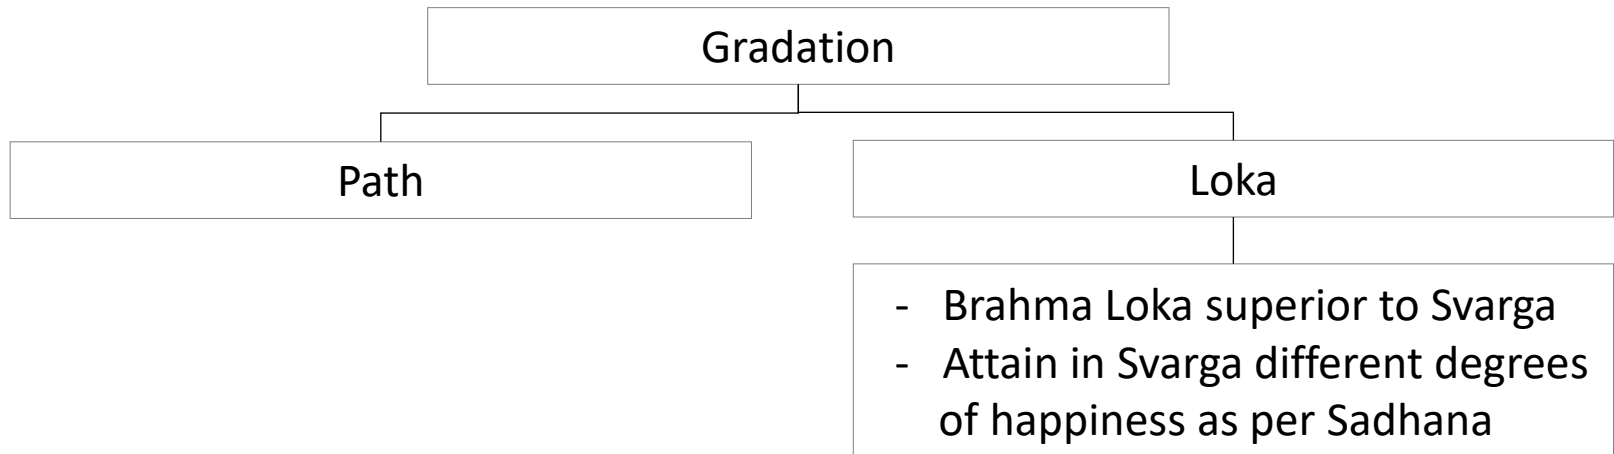 Gradation
Path
Loka
- Brahma Loka superior to Svarga
- Attain in Svarga different degrees
of happiness as per Sadhana